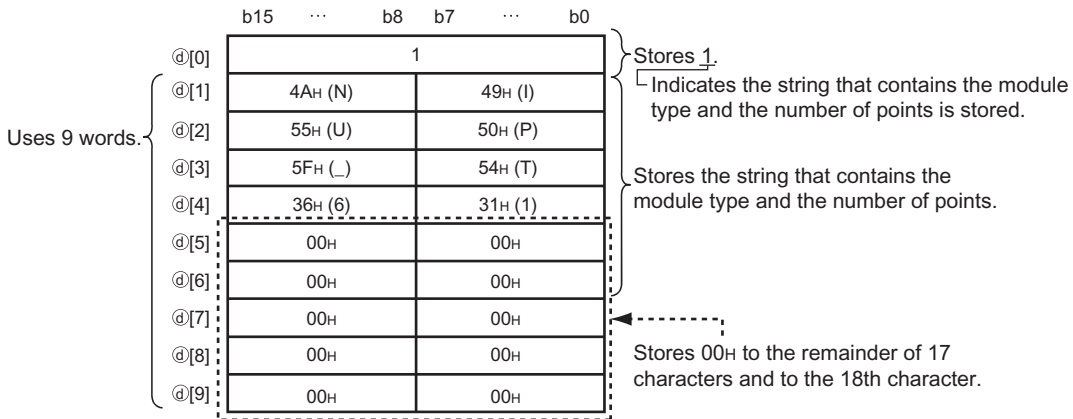 b15 ··· b8 b7 ··· b0
ⓓ[0] 1 Stores 1.
Indicates the string that contains the module
type and the number of points is stored.
Uses 9 words.
ⓓ[1] 4AH (N) 49H (I)
ⓓ[2] 55H (U) 50H (P)
ⓓ[3] 5FH (_) 54H (T)
ⓓ[4] 36H (6) 31H (1)
Stores the string that contains the
module type and the number of points.
ⓓ[5] 00H 00H
ⓓ[6] 00H 00H
ⓓ[7] 00H 00H
ⓓ[8] 00H 00H
ⓓ[9] 00H 00H
Stores 00H to the remainder of 17
characters and to the 18th character.